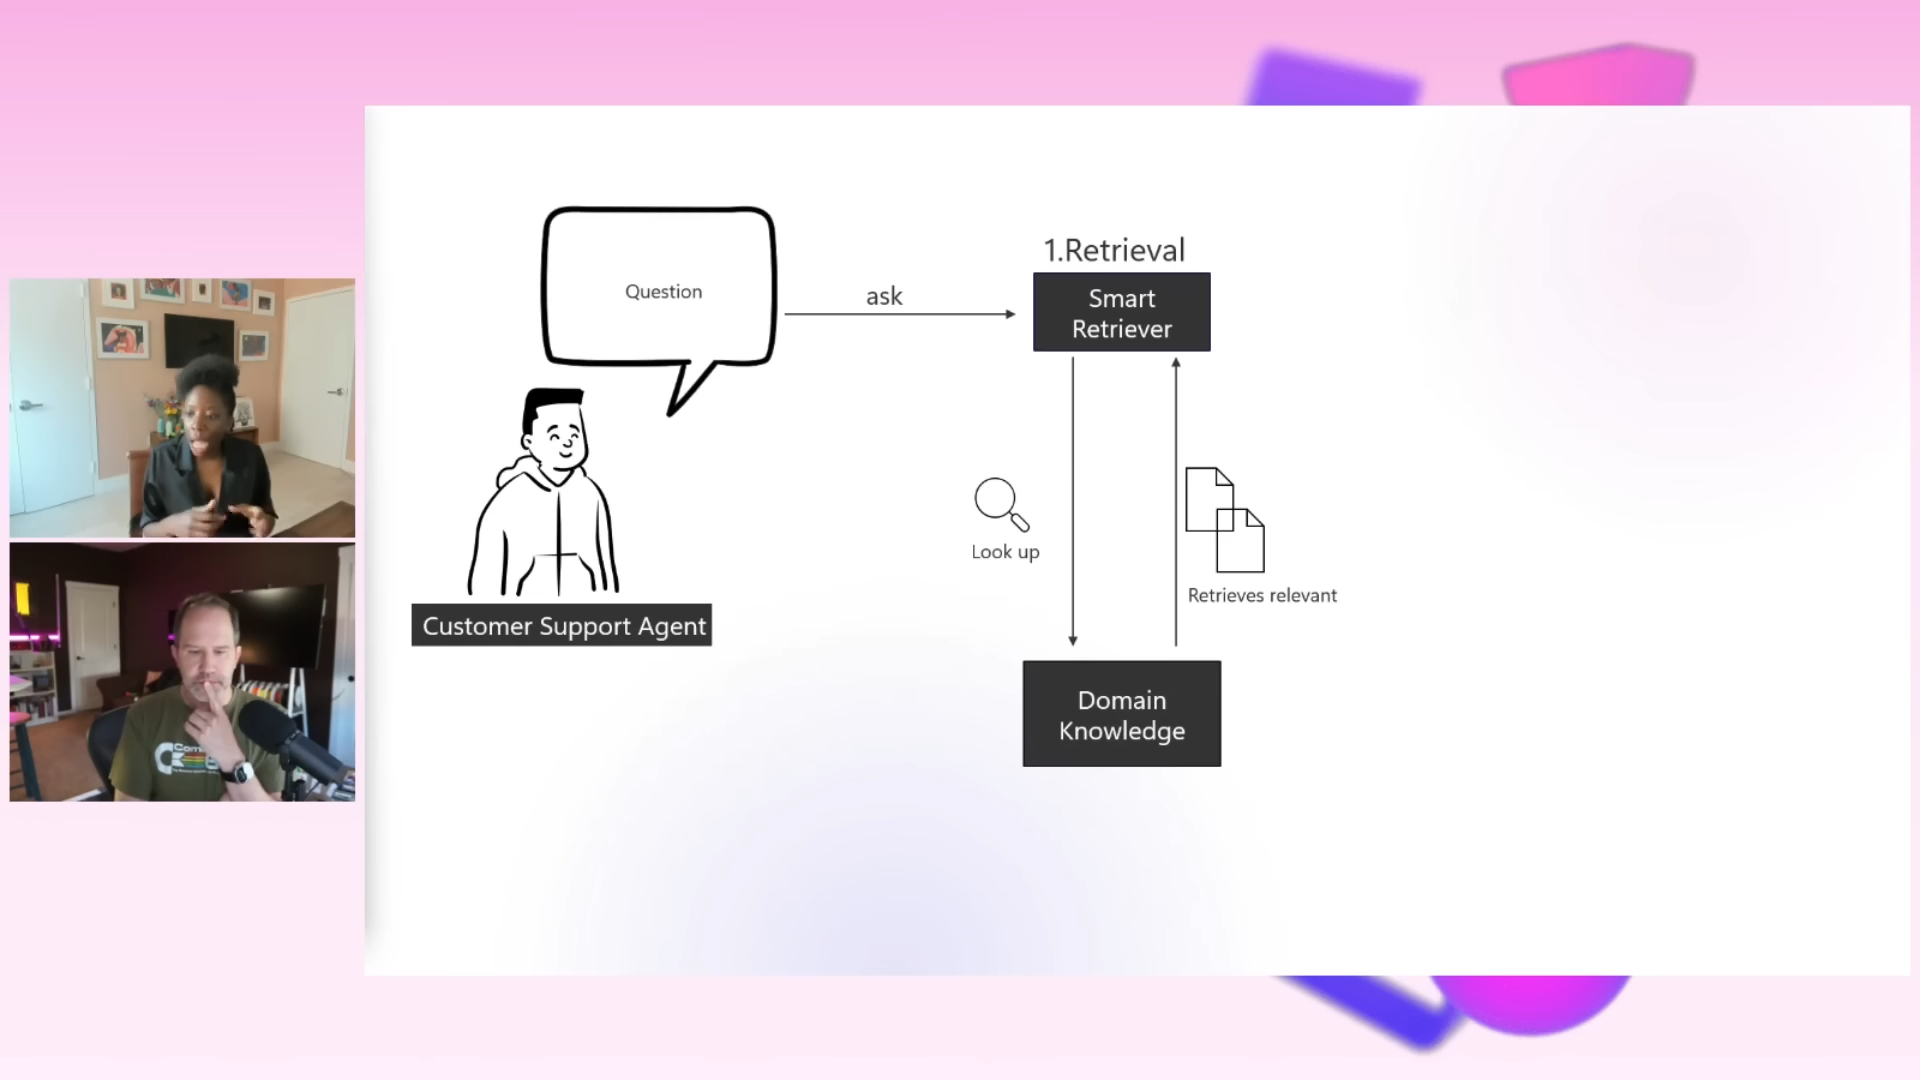 Question
ask
1.Retrieval
Smart
Retriever
Look up
Retrieves relevant
Customer Support Agent
Domain
Knowledge